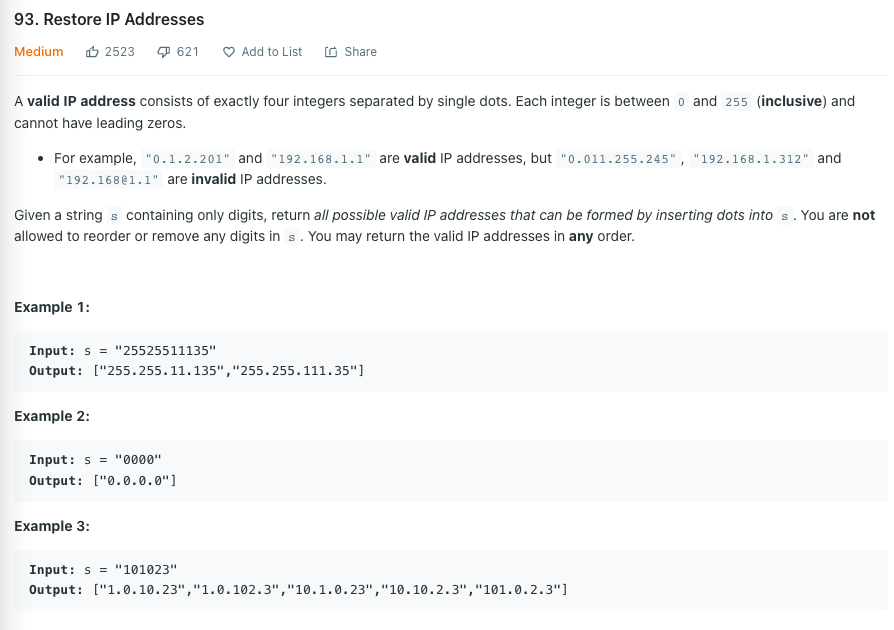 93. Restore IP Addresses
Medium 2523 621 Add to List Share
A valid IP address consists of exactly four integers separated by single dots. Each integer is between 0 and 255 (inclusive) and
cannot have leading zeros.
• For example, "0.1.2.201" and "192.168.1.1" are valid IP addresses, but "0.011.255.245", "192.168.1.312" and
"192.168@1.1" are invalid IP addresses.
Given a string s containing only digits, return all possible valid IP addresses that can be formed by inserting dots into s. You are not
allowed to reorder or remove any digits in s. You may return the valid IP addresses in any order.
Example 1:
Input: s = "25525511135"
Output: ["255.255.11.135","255.255.111.35"]
Example 2:
Input: s = "0000"
Output: ["0.0.0.0"]
Example 3:
Input: s = "101023"
Output: ["1.0.10.23","1.0.102.3","10.1.0.23","10.10.2.3","101.0.2.3"]